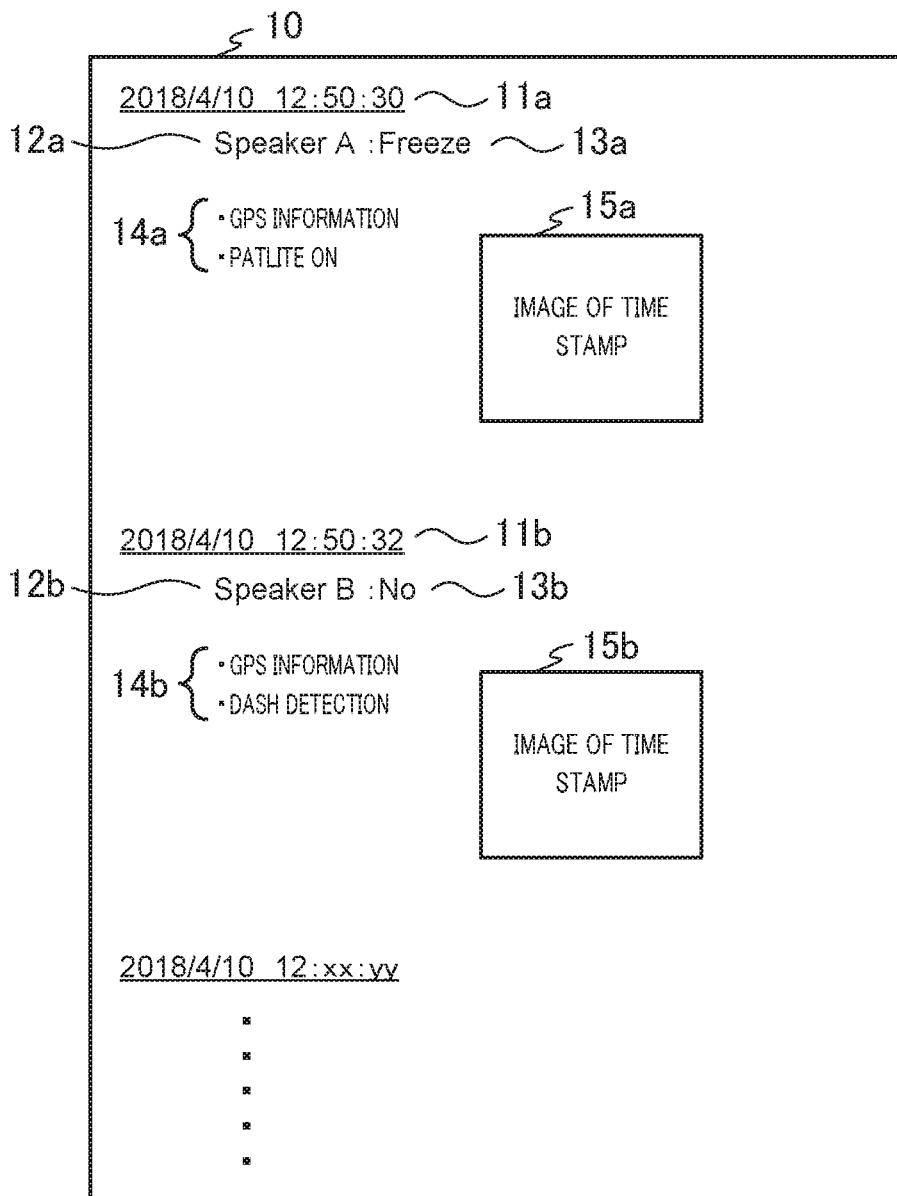 10
2018/4/10 12:50:30 11a
12a Speaker A :Freeze 13a
14a
・GPS INFORMATION
・PATLITE ON
15a
IMAGE OF TIME
STAMP
2018/4/10 12:50:32 11b
12b Speaker B :No 13b
14b
・GPS INFORMATION
・DASH DETECTION
15b
IMAGE OF TIME
STAMP
2018/4/10 12:xx:yy